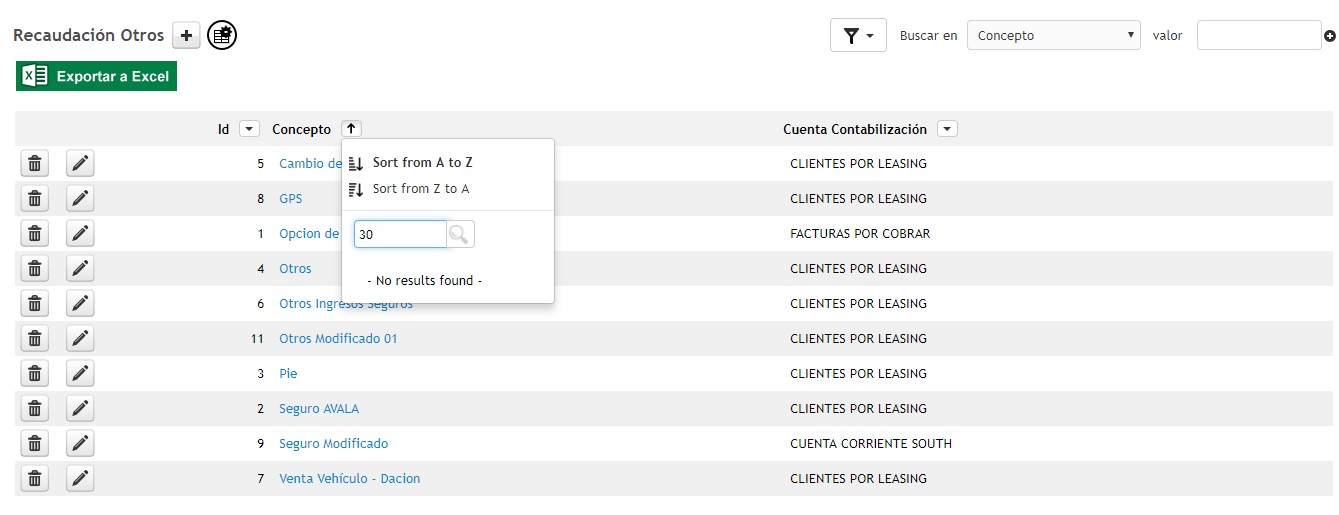 Recaudación Otros
Buscar en Concepto valor
Exportar a Excel
Id Concepto Cuenta Contabilización
5 Cambio de CLIENTES POR LEASING
Sort from A to Z
Sort from Z to A
8 GPS CLIENTES POR LEASING
1 Opcion de FACTURAS POR COBRAR
30
4 Otros CLIENTES POR LEASING
- No results found -
6 Otros Ingresos Seguros CLIENTES POR LEASING
11 Otros Modificado 01 CLIENTES POR LEASING
3 Pie CLIENTES POR LEASING
2 Seguro AVALA CLIENTES POR LEASING
9 Seguro Modificado CUENTA CORRIENTE SOUTH
7 Venta Vehículo - Dacion CLIENTES POR LEASING